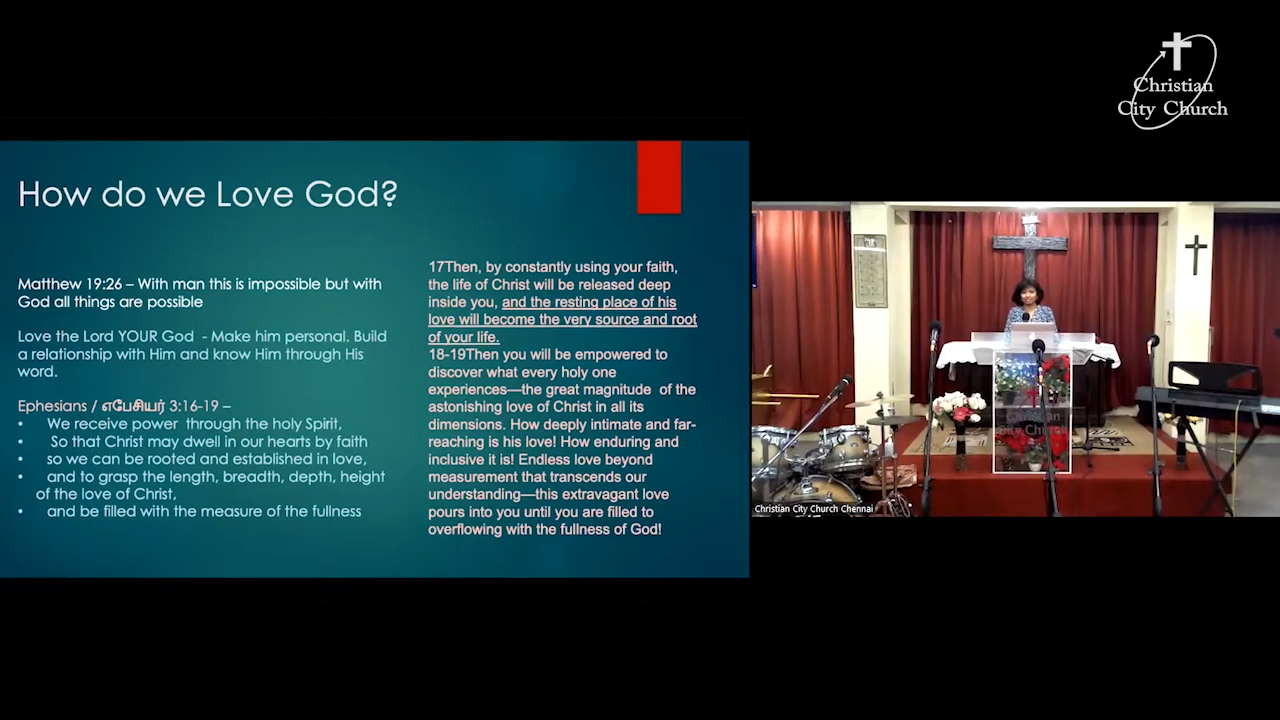 Christian
City Church
How do we Love God?
Matthew 19:26 – With man this is impossible but with
God all things are possible
Love the Lord YOUR God - Make him personal. Build
a relationship with Him and know Him through His
word.
Ephesians / எபேசியர் 3:16-19 –
• We receive power through the holy Spirit,
• So that Christ may dwell in our hearts by faith
• so we can be rooted and established in love,
• and to grasp the length, breadth, depth, height
of the love of Christ,
• and be filled with the measure of the fullness
17Then, by constantly using your faith,
the life of Christ will be released deep
inside you, and the resting place of his
love will become the very source and root
of your life.
18-19Then you will be empowered to
discover what every holy one
experiences—the great magnitude of the
astonishing love of Christ in all its
dimensions. How deeply intimate and far-
reaching is his love! How enduring and
inclusive it is! Endless love beyond
measurement that transcends our
understanding—this extravagant love
pours into you until you are filled to
overflowing with the fullness of God!
Christian
City Church
Christian City Church Chennai